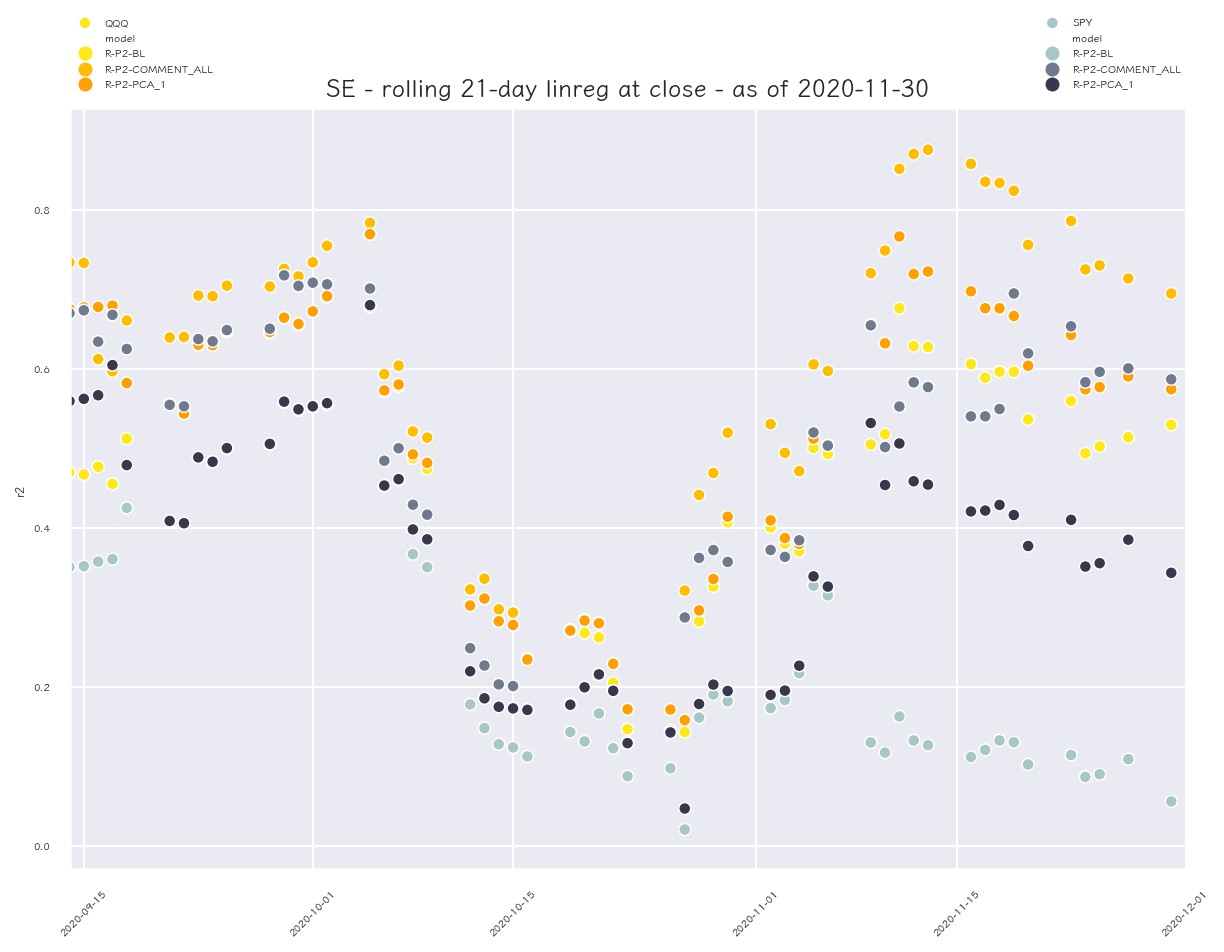 QQQ
model
R-P2-BL
R-P2-COMMENT_ALL
R-P2-PCA_1
SPY
model
R-P2-BL
R-P2-COMMENT_ALL
R-P2-PCA_1
SE - rolling 21-day linreg at close - as of 2020-11-30
r2
0.8
0.6
0.4
0.2
0.0
2020-09-15
2020-10-01
2020-10-15
2020-11-01
2020-11-15
2020-12-01